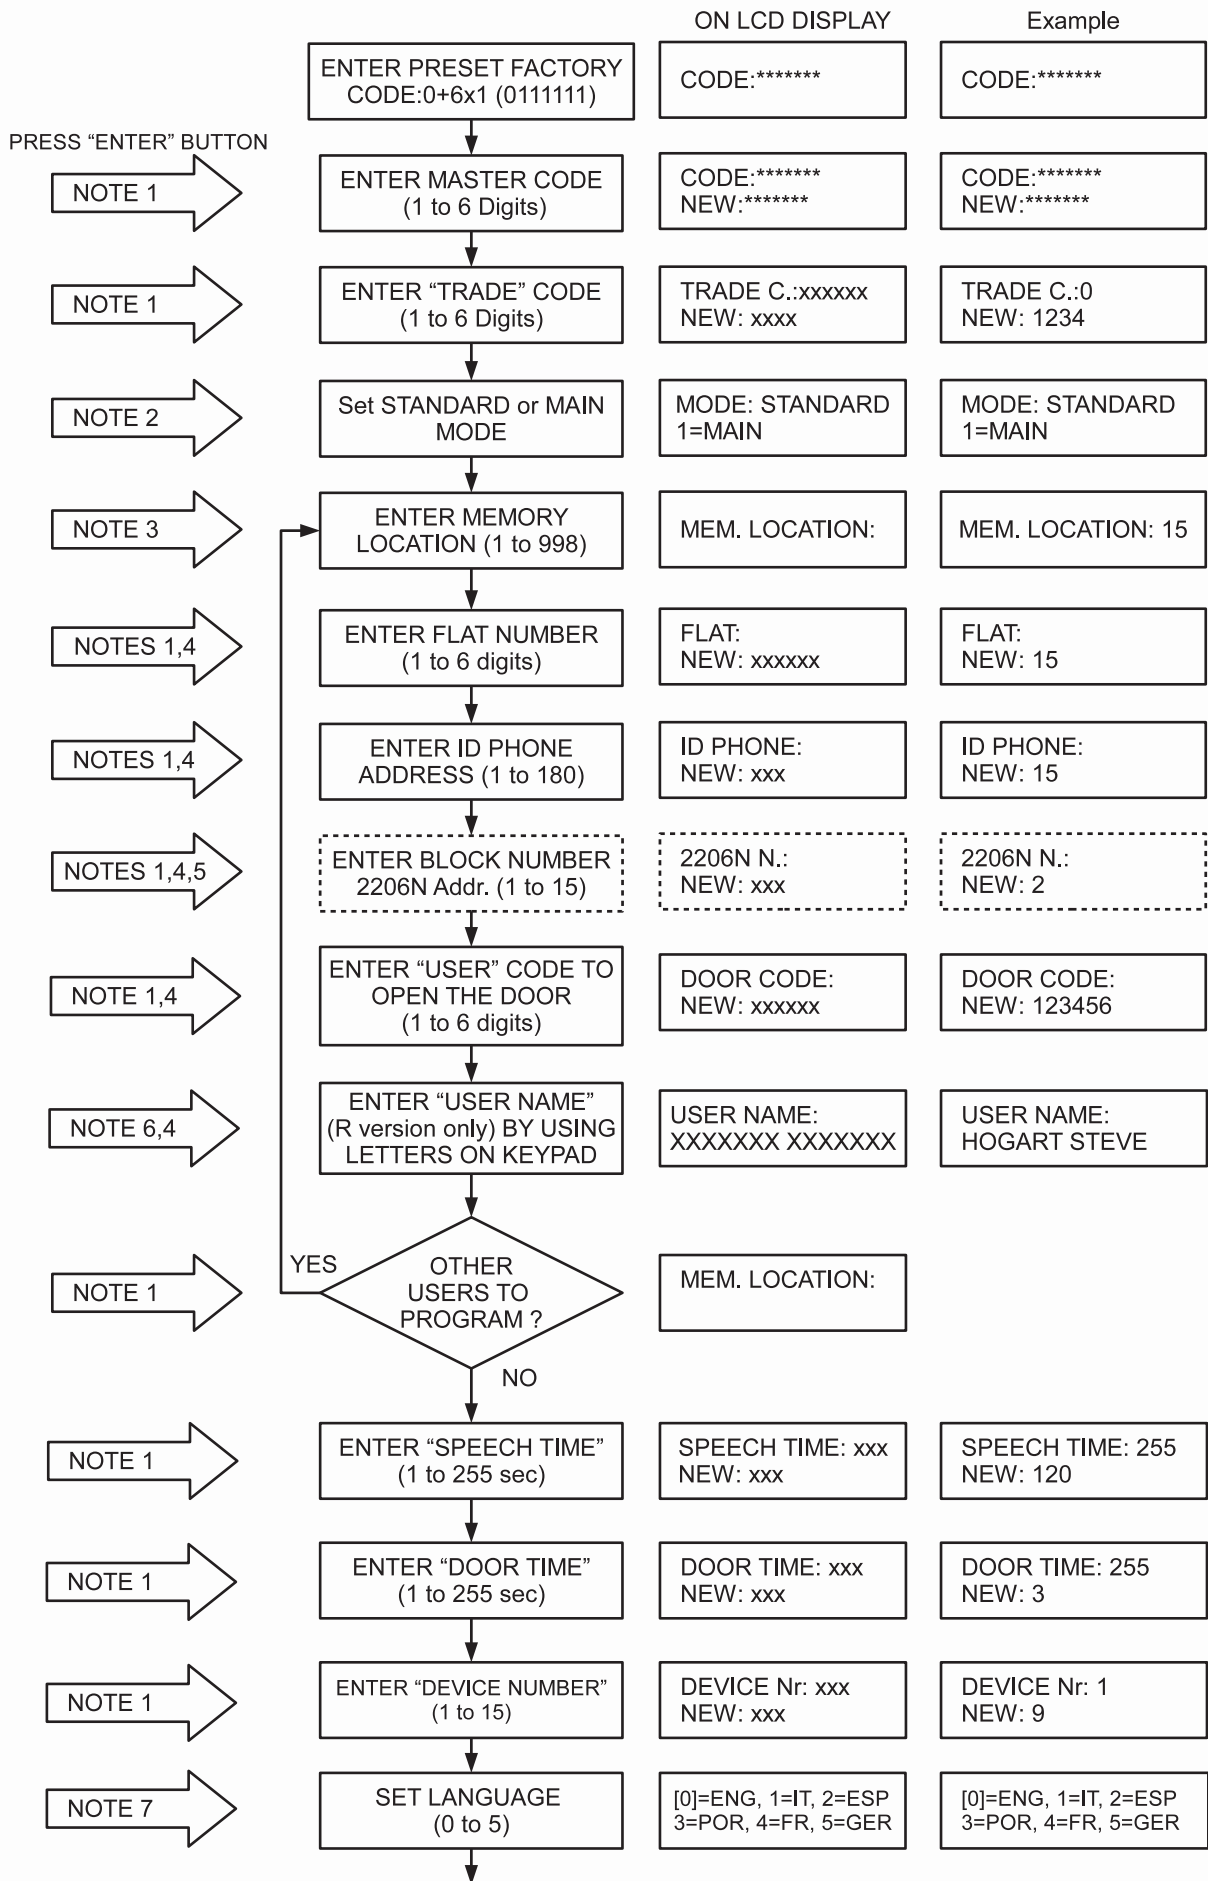 ON LCD DISPLAY
Example
ENTER PRESET FACTORY
CODE:0+6x1 (0111111)
CODE:*******
CODE:*******
PRESS “ENTER” BUTTON
NOTE 1
ENTER MASTER CODE
(1 to 6 Digits)
CODE:*******
NEW:*******
CODE:*******
NEW:*******
NOTE 1
ENTER “TRADE” CODE
(1 to 6 Digits)
TRADE C.:xxxxxx
NEW: xxxx
TRADE C.:0
NEW: 1234
NOTE 2
Set STANDARD or MAIN
MODE
MODE: STANDARD
1=MAIN
MODE: STANDARD
1=MAIN
NOTE 3
ENTER MEMORY
LOCATION (1 to 998)
MEM. LOCATION:
MEM. LOCATION: 15
NOTES 1,4
ENTER FLAT NUMBER
(1 to 6 digits)
FLAT:
NEW: xxxxxx
FLAT:
NEW: 15
NOTES 1,4
ENTER ID PHONE
ADDRESS (1 to 180)
ID PHONE:
NEW: xxx
ID PHONE:
NEW: 15
NOTES 1,4,5
ENTER BLOCK NUMBER
2206N Addr. (1 to 15)
2206N N.:
NEW: xxx
2206N N.:
NEW: 2
NOTE 1,4
ENTER “USER” CODE TO
OPEN THE DOOR
(1 to 6 digits)
DOOR CODE:
NEW: xxxxxx
DOOR CODE:
NEW: 123456
NOTE 6,4
ENTER “USER NAME”
(R version only) BY USING
LETTERS ON KEYPAD
USER NAME:
XXXXXXX XXXXXXX
USER NAME:
HOGART STEVE
NOTE 1
YES
OTHER
USERS TO
PROGRAM ?
MEM. LOCATION:
NO
NOTE 1
ENTER “SPEECH TIME”
(1 to 255 sec)
SPEECH TIME: xxx
NEW: xxx
SPEECH TIME: 255
NEW: 120
NOTE 1
ENTER “DOOR TIME”
(1 to 255 sec)
DOOR TIME: xxx
NEW: xxx
DOOR TIME: 255
NEW: 3
NOTE 1
ENTER “DEVICE NUMBER”
(1 to 15)
DEVICE Nr: xxx
NEW: xxx
DEVICE Nr: 1
NEW: 9
NOTE 7
SET LANGUAGE
(0 to 5)
[0]=ENG, 1=IT, 2=ESP
3=POR, 4=FR, 5=GER
[0]=ENG, 1=IT, 2=ESP
3=POR, 4=FR, 5=GER